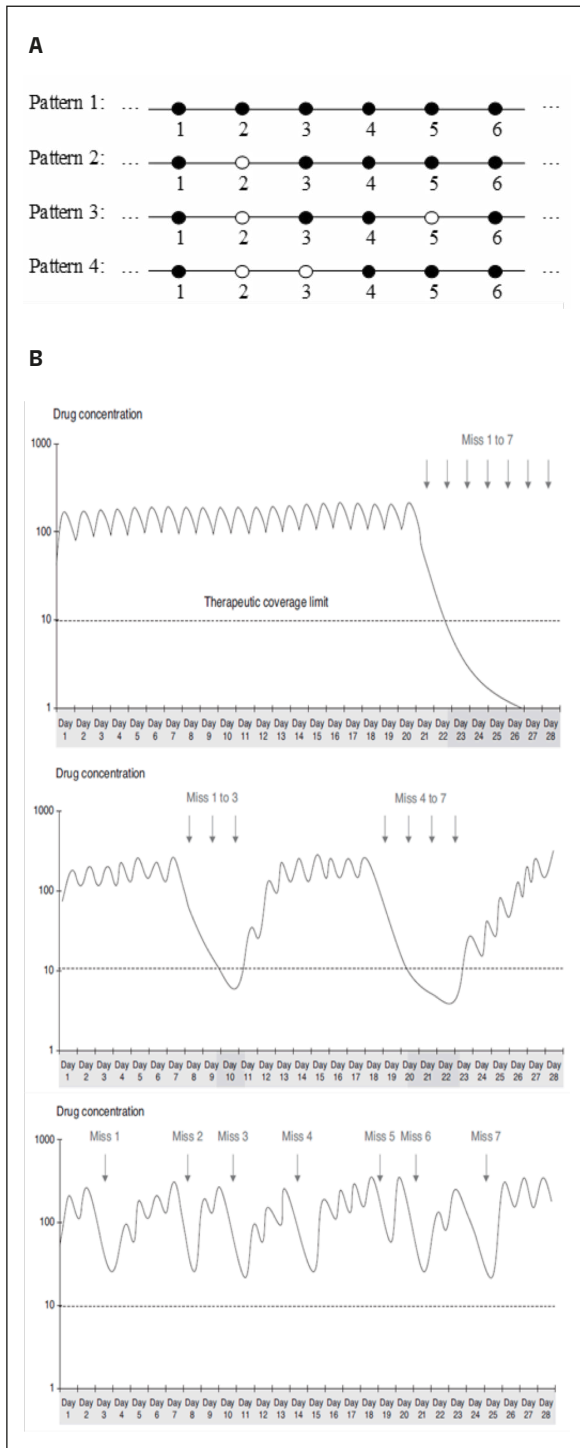 A
Pattern 1: ... ...
1 2 3 4 5 6
Pattern 2: ... ...
1 2 3 4 5 6
Pattern 3: ... ...
1 2 3 4 5 6
Pattern 4: ... ...
1 2 3 4 5 6
B
Drug concentration
Miss 1 to 7
1000
100
Therapeutic coverage limit
10
1
Day Day Day Day Day Day Day Day Day Day Day Day Day Day Day Day Day Day Day Day Day Day Day Day Day Day Day Day
1 2 3 4 5 6 7 8 9 10 11 12 13 14 15 16 17 18 19 20 21 22 23 24 25 26 27 28
Drug concentration
Miss 1 to 3 Miss 4 to 7
1000
100
10
1
Day Day Day Day Day Day Day Day Day Day Day Day Day Day Day Day Day Day Day Day Day Day Day Day Day Day Day Day
1 2 3 4 5 6 7 8 9 10 11 12 13 14 15 16 17 18 19 20 21 22 23 24 25 26 27 28
Drug concentration
Miss 1 Miss 2 Miss 3 Miss 4 Miss 5 Miss 6 Miss 7
1000
100
10
1
Day Day Day Day Day Day Day Day Day Day Day Day Day Day Day Day Day Day Day Day Day Day Day Day Day Day Day Day
1 2 3 4 5 6 7 8 9 10 11 12 13 14 15 16 17 18 19 20 21 22 23 24 25 26 27 28